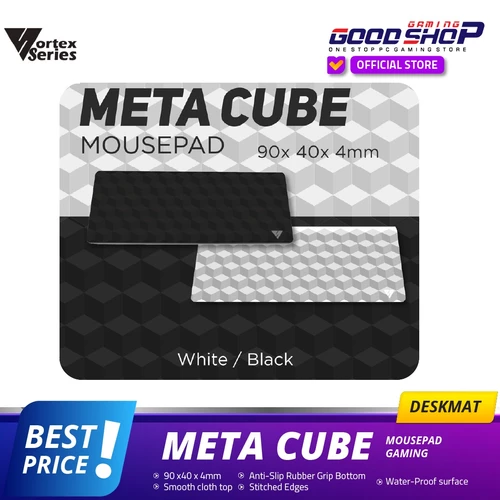 Vortex
Series
GAMING
GOODSHOP
ONE STOP PC GAMING STORE
OFFICIAL STORE
META CUBE
MOUSEPAD
90x 40x 4mm
White / Black
DESKMAT
BEST
PRICE!
META CUBE
MOUSEPAD
GAMING
90 x40 x 4mm
Anti-Slip Rubber Grip Bottom
Water-Proof surface
Smooth cloth top
Stitched Edges